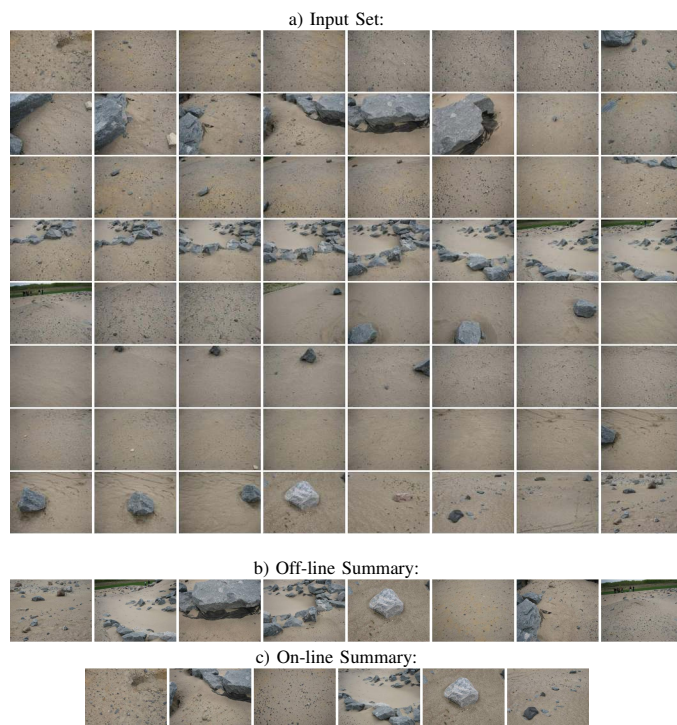 a) Input Set:
b) Off-line Summary:
c) On-line Summary: